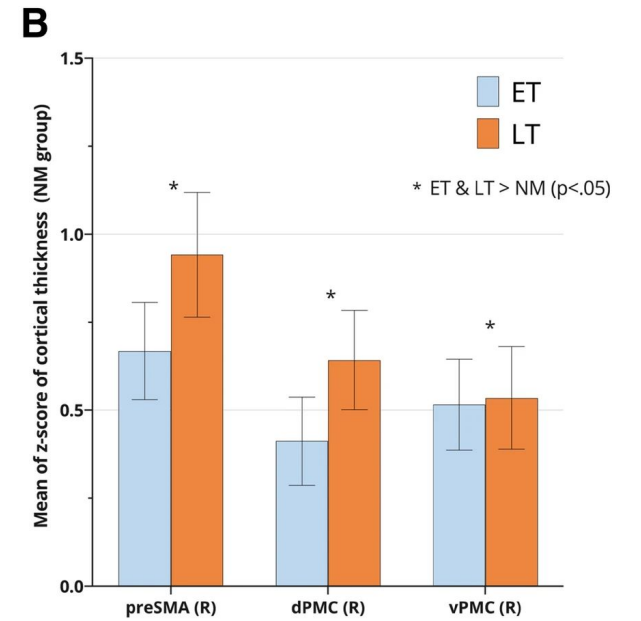 B
Mean of z-score of cortical thickness (NM group)
1.5
1.0
0.5
0.0
ET
LT
* ET & LT > NM (p<.05)
*
*
*
preSMA (R)
dPMC (R)
vPMC (R)